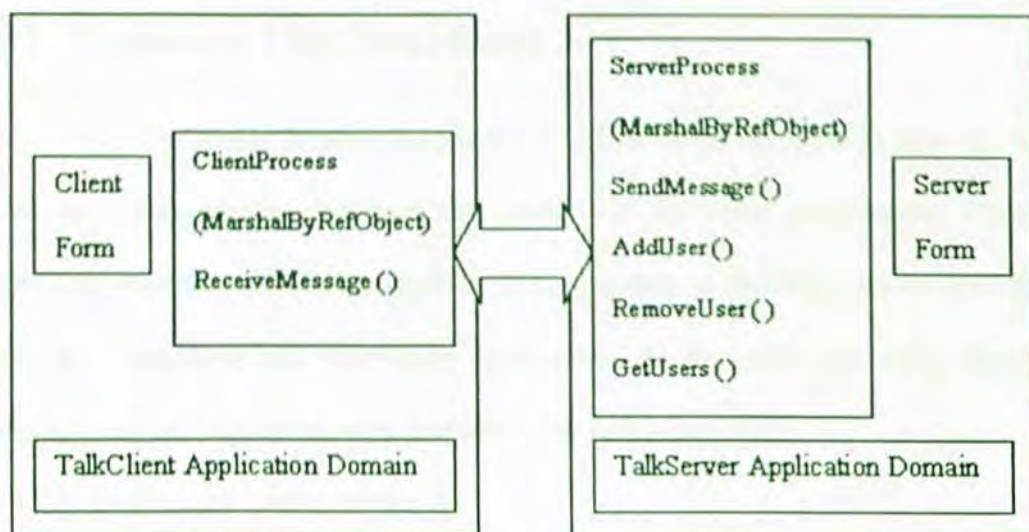 Client
Form
ClientProcess
(MarshalByRefObject)
ReceiveMessage()
TalkClient Application Domain
ServerProcess
(MarshalByRefObject)
SendMessage()
AddUser()
RemoveUser()
GetUsers()
Server
Form
TalkServer Application Domain